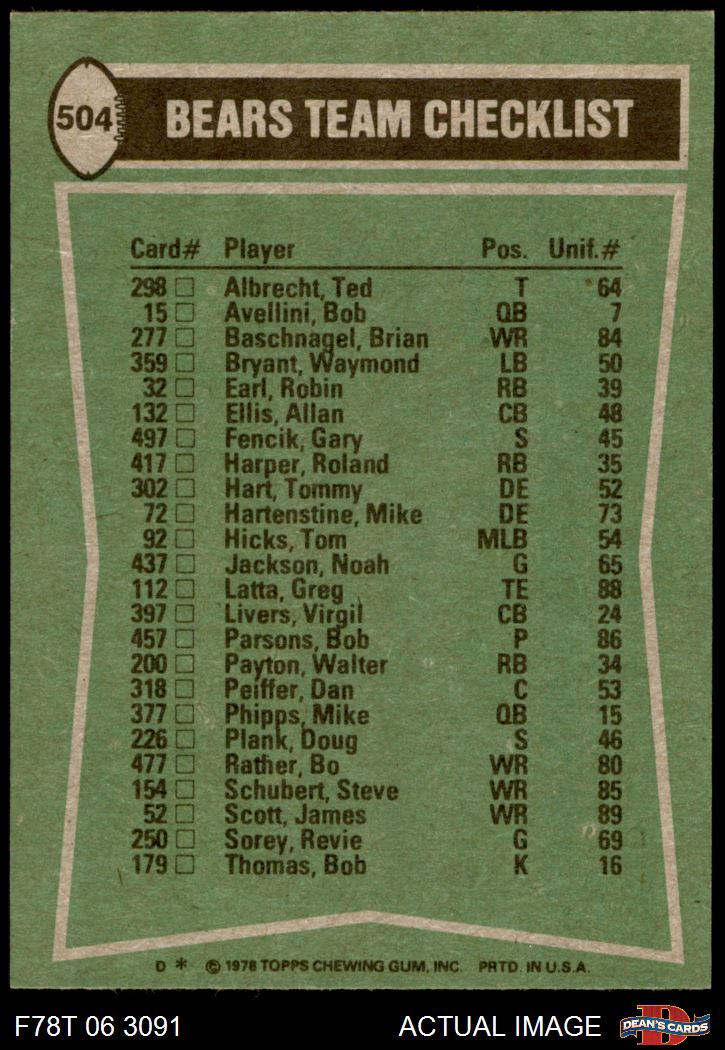 504
BEARS TEAM CHECKLIST
Card# Player Pos. Unif.#
298 Albrecht, Ted T 64
15 Avellini, Bob QB 7
277 Baschnagel, Brian WR 84
359 Bryant, Waymond LB 50
32 Earl, Robin RB 39
132 Ellis, Allan CB 48
497 Fencik, Gary S 45
417 Harper, Roland RB 35
302 Hart, Tommy DE 52
72 Hartenstine, Mike DE 73
92 Hicks, Tom MLB 54
437 Jackson, Noah G 65
112 Latta, Greg TE 88
397 Livers, Virgil CB 24
457 Parsons, Bob P 86
200 Payton, Walter RB 34
318 Peiffer, Dan C 53
377 Phipps, Mike QB 15
226 Plank, Doug S 46
477 Rather, Bo WR 80
154 Schubert, Steve WR 85
52 Scott, James WR 89
250 Sorey, Revie G 69
179 Thomas, Bob K 16
D * © 1978 TOPPS CHEWING GUM, INC. PRTD. IN U.S.A.
F78T 06 3091 ACTUAL IMAGE D DEAN'S CARDS